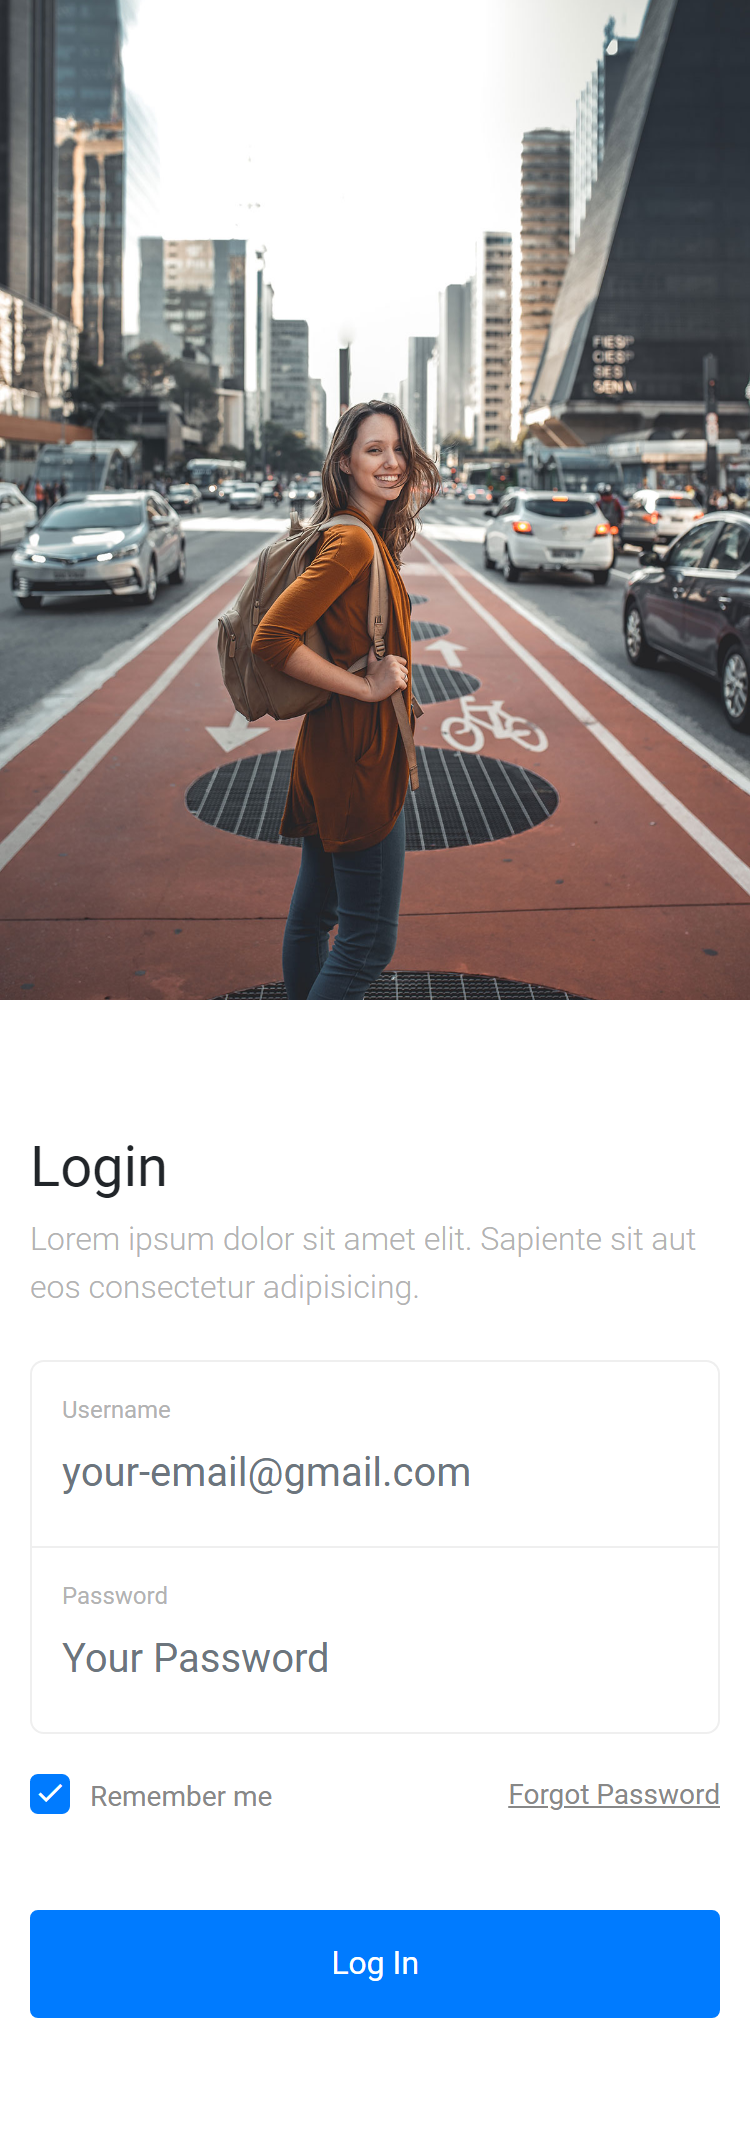 FIESP
CIESP
SESI
Login
Lorem ipsum dolor sit amet elit. Sapiente sit aut
eos consectetur adipisicing.
Username
your-email@gmail.com
Password
Your Password
Remember me
Forgot Password
Log In